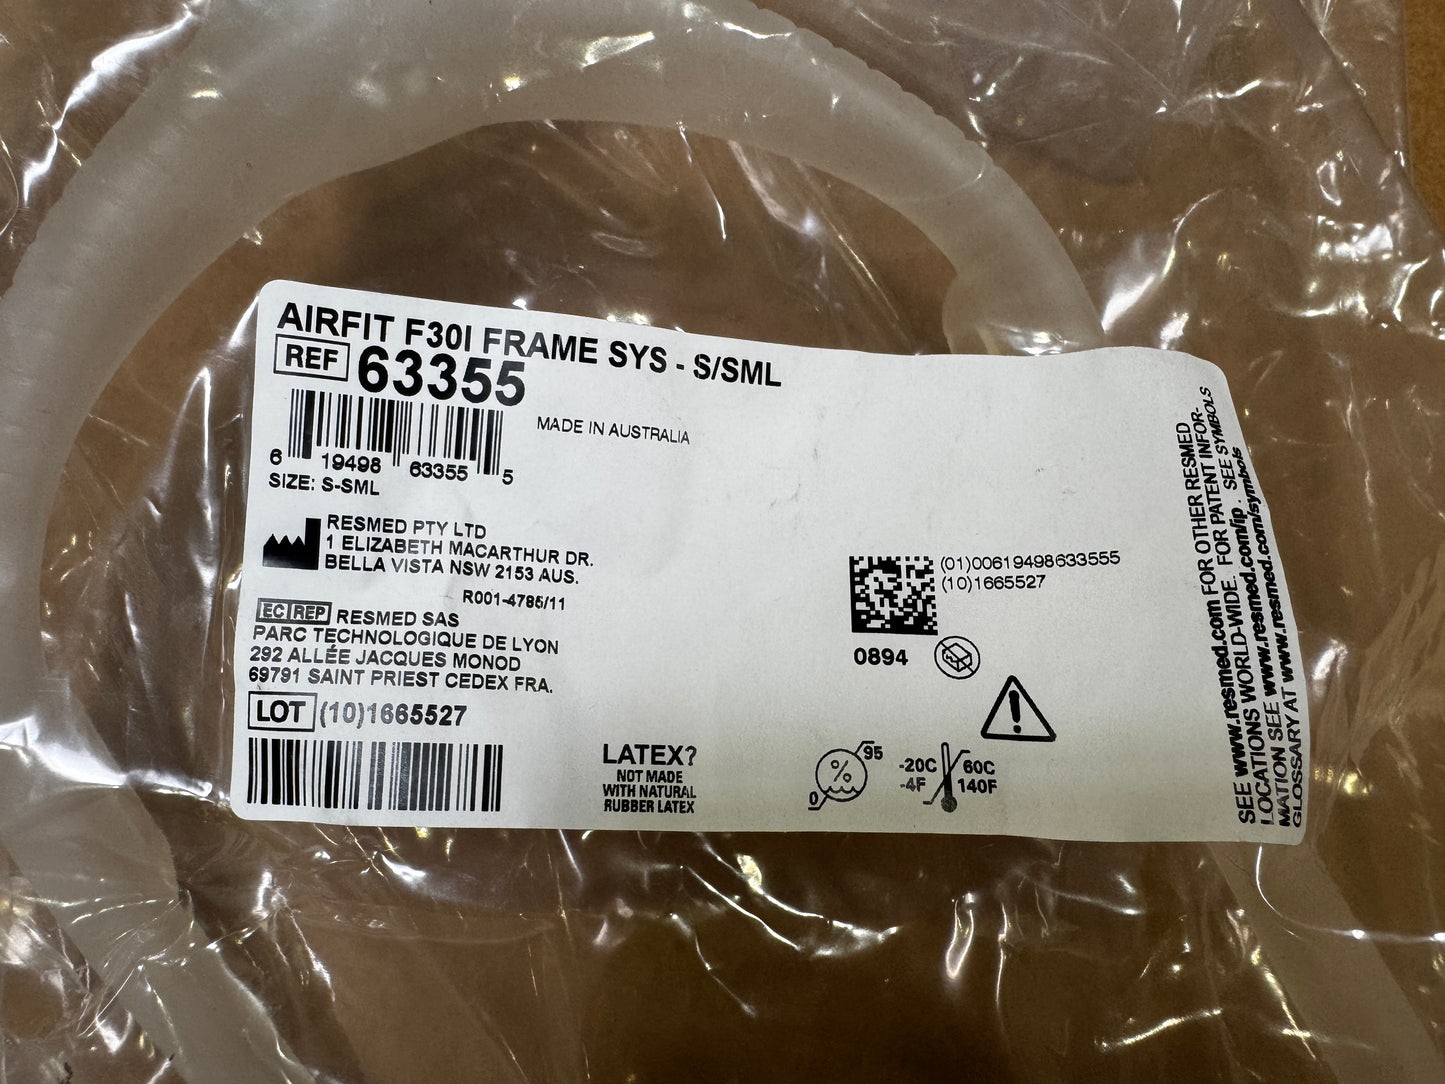 AIRFIT F30I FRAME SYS - S/SML
REF 63355
MADE IN AUSTRALIA
6 19498 63355 5
SIZE: S-SML
RESMED PTY LTD
1 ELIZABETH MACARTHUR DR.
BELLA VISTA NSW 2153 AUS.
R001-4785/11
EC REP RESMED SAS
PARC TECHNOLOGIQUE DE LYON
292 ALLÉE JACQUES MONOD
69791 SAINT PRIEST CEDEX FRA.
LOT (10)1665527
LATEX?
NOT MADE
WITH NATURAL
RUBBER LATEX
(01)00619498633555
(10)1665527
0894
95
%
0
-20C 60C
-4F 140F
SEE www.resmed.com FOR OTHER RESMED
LOCATIONS WORLD-WIDE. FOR PATENT INFOR-
MATION SEE www.resmed.com/ip . SEE SYMBOLS
GLOSSARY AT www.resmed.com/symbols